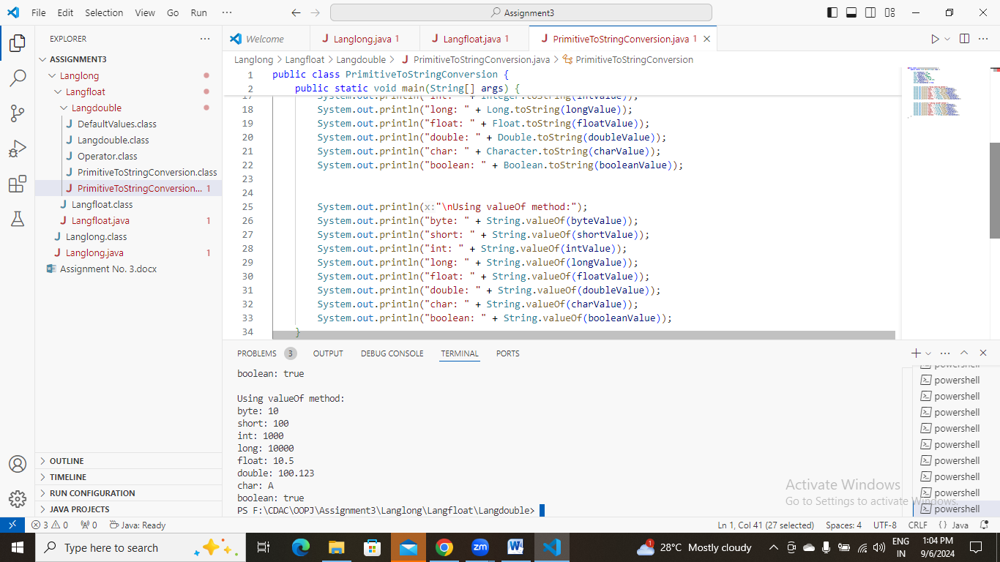 File Edit Selection View Go Run ··· Assignment3
EXPLORER
ASSIGNMENT3
Langlong
Langfloat
Langdouble
DefaultValues.class
Langdouble.class
Operator.class
PrimitiveToStringConversion.class
PrimitiveToStringConversion... 1
Langfloat.class
Langfloat.java 1
Langlong.class
Langlong.java 1
Assignment No. 3.docx
OUTLINE
TIMELINE
RUN CONFIGURATION
JAVA PROJECTS
Welcome Langlong.java 1 Langfloat.java 1 PrimitiveToStringConversion.java 1
Langlong > Langfloat > Langdouble > PrimitiveToStringConversion.java > PrimitiveToStringConversion
1 public class PrimitiveToStringConversion {
2 public static void main(String[] args) {
17 System.out.println("int: " + Integer.toString(intValue));
18 System.out.println("long: " + Long.toString(longValue));
19 System.out.println("float: " + Float.toString(floatValue));
20 System.out.println("double: " + Double.toString(doubleValue));
21 System.out.println("char: " + Character.toString(charValue));
22 System.out.println("boolean: " + Boolean.toString(booleanValue));
23
24
25 System.out.println(x:"\nUsing valueOf method:");
26 System.out.println("byte: " + String.valueOf(byteValue));
27 System.out.println("short: " + String.valueOf(shortValue));
28 System.out.println("int: " + String.valueOf(intValue));
29 System.out.println("long: " + String.valueOf(longValue));
30 System.out.println("float: " + String.valueOf(floatValue));
31 System.out.println("double: " + String.valueOf(doubleValue));
32 System.out.println("char: " + String.valueOf(charValue));
33 System.out.println("boolean: " + String.valueOf(booleanValue));
34 }
PROBLEMS 3 OUTPUT DEBUG CONSOLE TERMINAL PORTS
boolean: true
Using valueOf method:
byte: 10
short: 100
int: 1000
long: 10000
float: 10.5
double: 100.123
char: A
boolean: true
PS F:\CDAC\OOPJ\Assignment3\Langlong\Langfloat\Langdouble>
powershell
powershell
powershell
powershell
powershell
powershell
powershell
powershell
powershell
powershell
Activate Windows
Go to Settings to activate Windows.
3 0 0 Java: Ready Ln 1, Col 41 (27 selected) Spaces: 4 UTF-8 CRLF {} Java
Type here to search zm W 1 28°C Mostly cloudy ENG IN 1:04 PM 9/6/2024